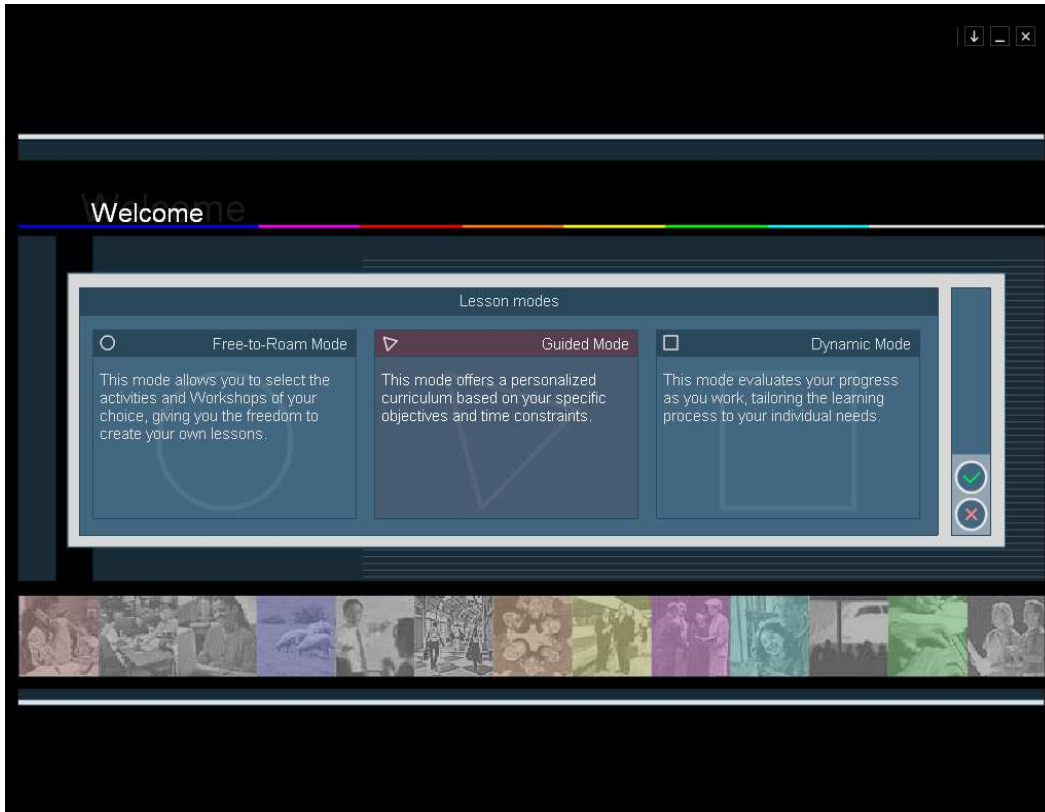 Welcome
Welcome
Lesson modes
Free-to-Roam Mode
This mode allows you to select the
activities and Workshops of your
choice, giving you the freedom to
create your own lessons.
Guided Mode
This mode offers a personalized
curriculum based on your specific
objectives and time constraints.
Dynamic Mode
This mode evaluates your progress
as you work, tailoring the learning
process to your individual needs.